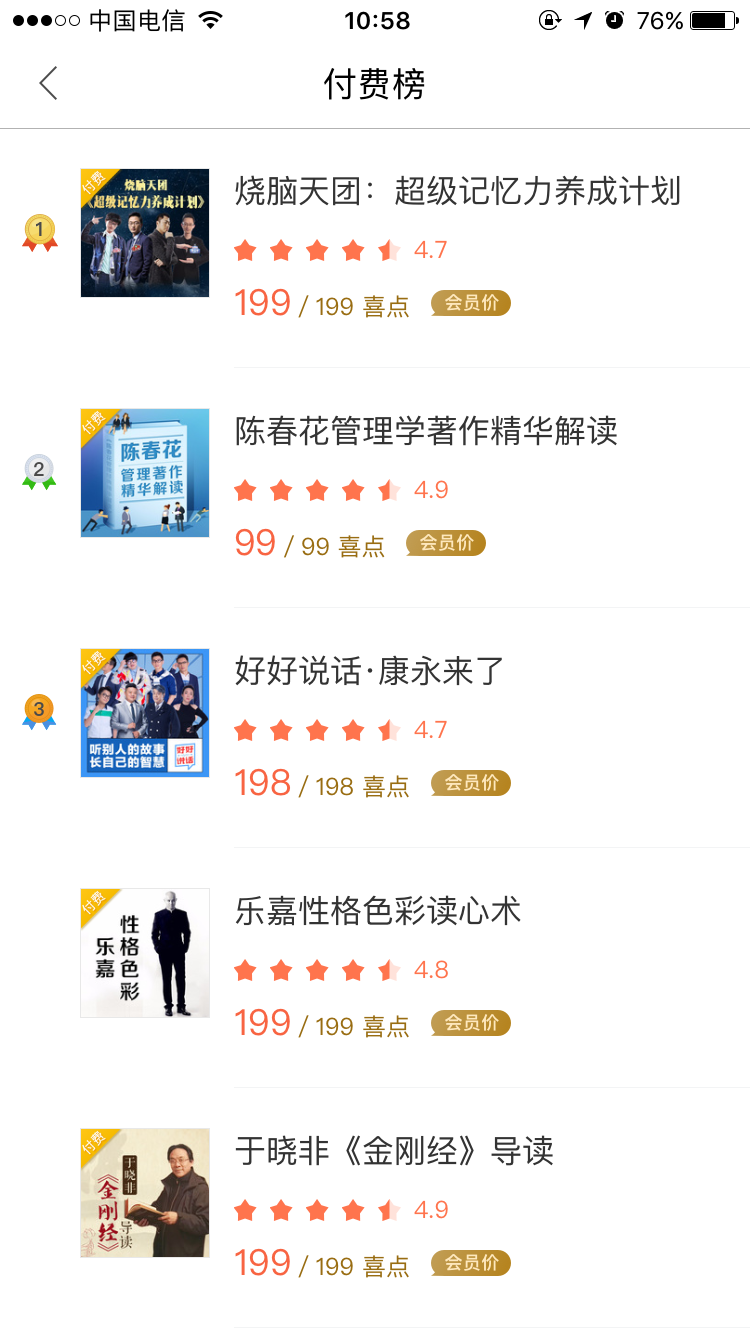 中国电信
10:58
76%
付费榜
1
付费
烧脑天团
《超级记忆力养成计划》
烧脑天团：超级记忆力养成计划
4.7
199 / 199 喜点 会员价
2
付费
陈春花
管理著作
精华解读
陈春花管理学著作精华解读
4.9
99 / 99 喜点 会员价
3
付费
听别人的故事
长自己的智慧
好好
说话
好好说话·康永来了
4.7
198 / 198 喜点 会员价
付费
乐嘉
性格色彩
乐嘉性格色彩读心术
4.8
199 / 199 喜点 会员价
付费
于晓非
《金刚经》
导读
于晓非《金刚经》导读
4.9
199 / 199 喜点 会员价